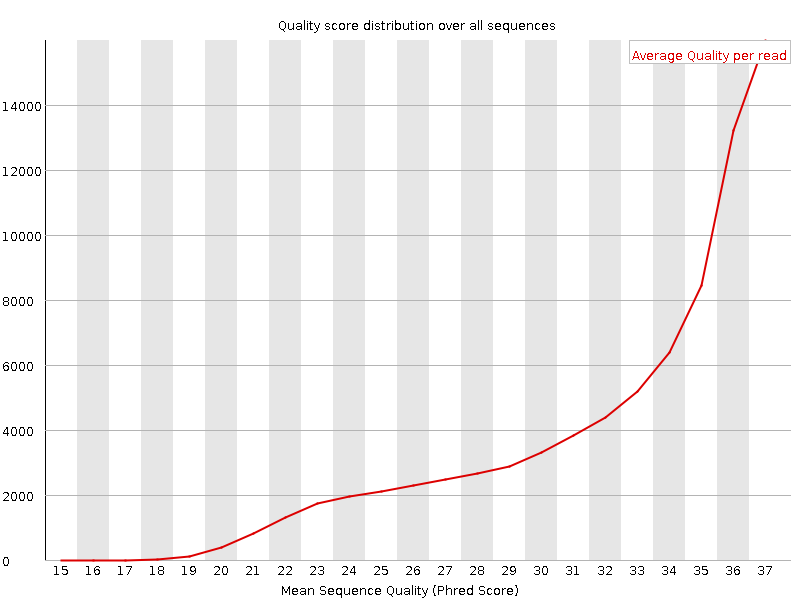 Quality score distribution over all sequences
Average Quality per read
14000
12000
10000
8000
6000
4000
2000
0
15 16 17 18 19 20 21 22 23 24 25 26 27 28 29 30 31 32 33 34 35 36 37
Mean Sequence Quality (Phred Score)